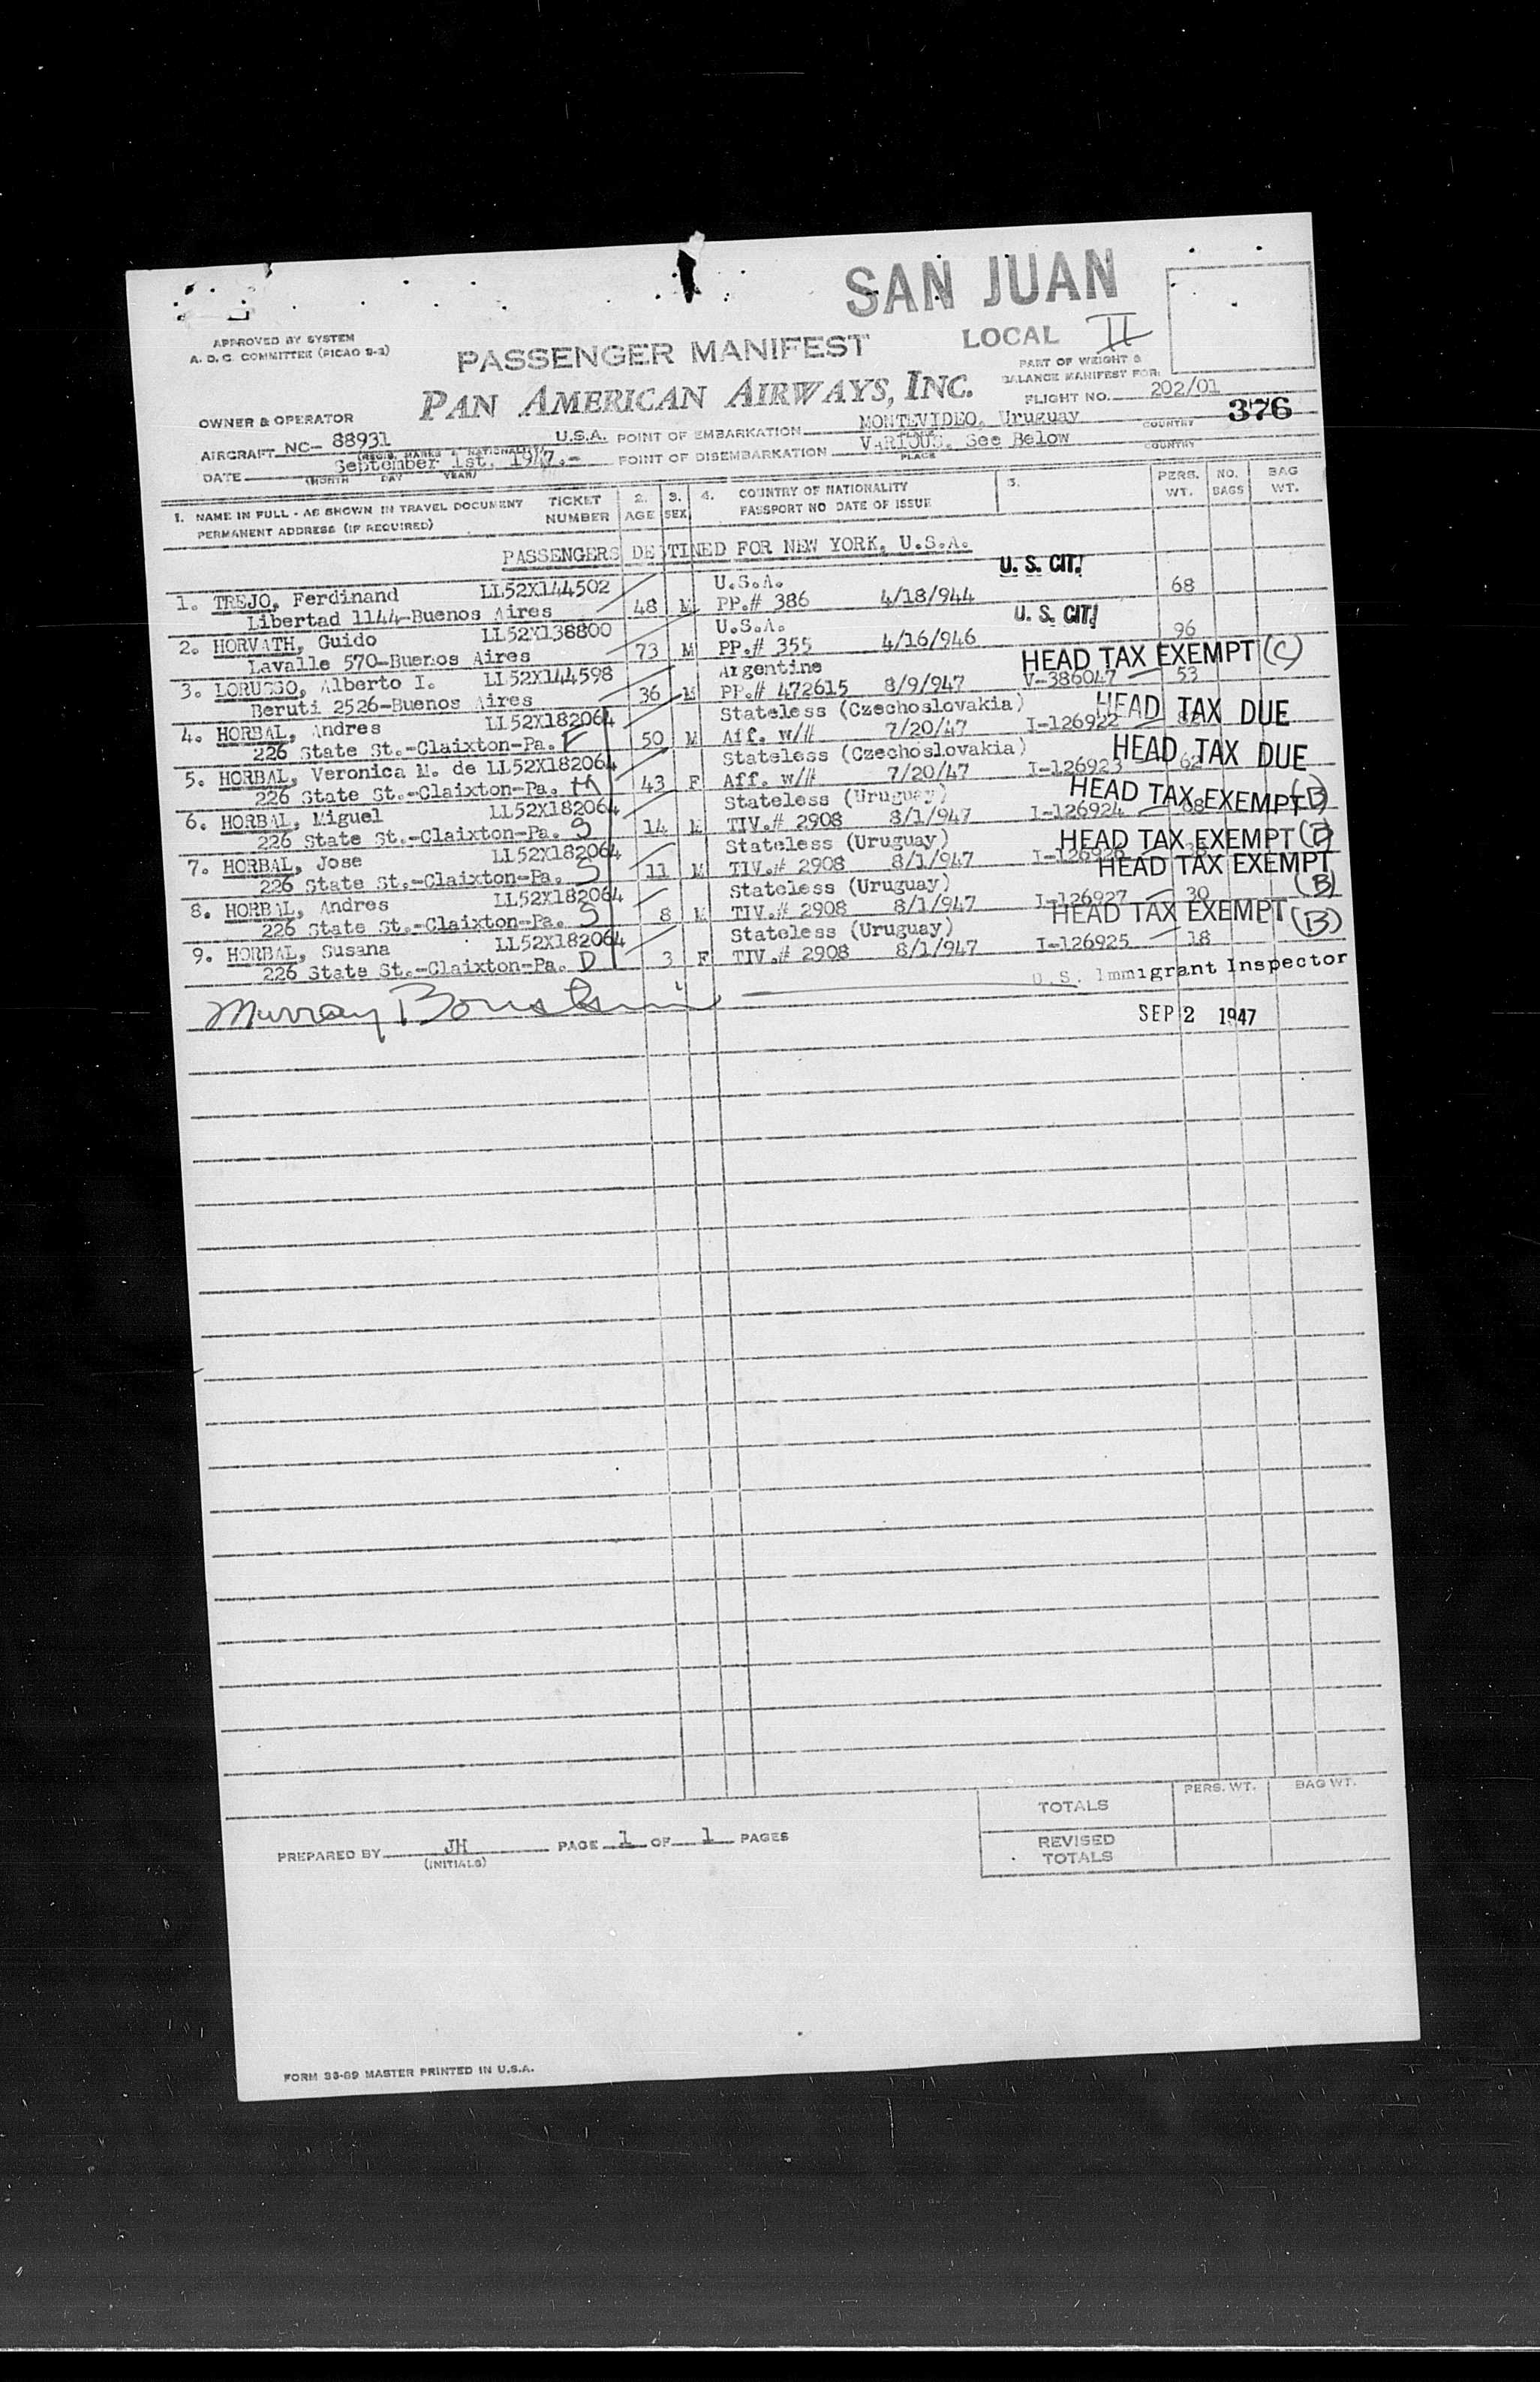 SAN JUAN
LOCAL II
APPROVED BY SYSTEM
A. D. C. COMMITTEE (PICAO 9-2)
PASSENGER MANIFEST
PART OF WEIGHT &
BALANCE MANIFEST FOR:
PAN AMERICAN AIRWAYS, INC.
FLIGHT NO. 202/01
376
OWNER & OPERATOR
AIRCRAFT NC- 88931 U.S.A. POINT OF EMBARKATION MONTEVIDEO, Uruguay COUNTRY
(REGIS. MARKS & NATIONALITY)
DATE September 1st. 1947.- POINT OF DISEMBARKATION VARIOUS. See Below COUNTRY
(MONTH DAY YEAR) PLACE
1. NAME IN FULL - AS SHOWN IN TRAVEL DOCUMENT TICKET 2. 3. 4. COUNTRY OF NATIONALITY 5. PERS. NO. BAG
PERMANENT ADDRESS (IF REQUIRED) NUMBER AGE SEX PASSPORT NO DATE OF ISSUE WT. BAGS WT.
PASSENGERS DESTINED FOR NEW YORK, U.S.A.
1. TREJO, Ferdinand LL52X144502 U.S.A. U. S. CIT.
Libertad 1144-Buenos Aires 48 M PP.# 386 4/18/944 68
2. HORVATH, Guido LL52X138800 U.S.A. U. S. CIT.
Lavalle 570-Buenos Aires 73 M PP.# 355 4/16/946 96
3. LORUSSO, Alberto I. LL52X144598 Argentine HEAD TAX EXEMPT (C)
Beruti 2526-Buenos Aires 36 M PP.# 472615 8/9/947 V-386047 53
4. HORBAL, Andres LL52X182064 Stateless (Czechoslovakia) HEAD TAX DUE
226 State St.-Claixton-Pa. F 50 M Aff. w/# 7/20/47 I-126922
5. HORBAL, Veronica M. de LL52X182064 Stateless (Czechoslovakia) HEAD TAX DUE
226 State St.-Claixton-Pa. M 43 F Aff. w/# 7/20/47 I-126923 62
6. HORBAL, Miguel LL52X182064 Stateless (Uruguay) HEAD TAX EXEMPT (B)
226 State St.-Claixton-Pa. S 14 M TIV.# 2908 8/1/947 I-126924
7. HORBAL, Jose LL52X182064 Stateless (Uruguay) HEAD TAX EXEMPT (B)
226 State St.-Claixton-Pa. S 11 M TIV.# 2908 8/1/947
8. HORBAL, Andres LL52X182064 Stateless (Uruguay) HEAD TAX EXEMPT (B)
226 State St.-Claixton-Pa. S 8 M TIV.# 2908 8/1/947 I-126927 30
9. HORBAL, Susana LL52X182064 Stateless (Uruguay) HEAD TAX EXEMPT (B)
226 State St.-Claixton-Pa. D 3 F TIV.# 2908 8/1/947 I-126925 18
Murray U.S. Immigrant Inspector
SEP 2 1947
PERS. WT. BAG WT.
TOTALS
PREPARED BY JH PAGE 1 OF 1 PAGES
(INITIALS)
REVISED
TOTALS
FORM 33-89 MASTER PRINTED IN U.S.A.